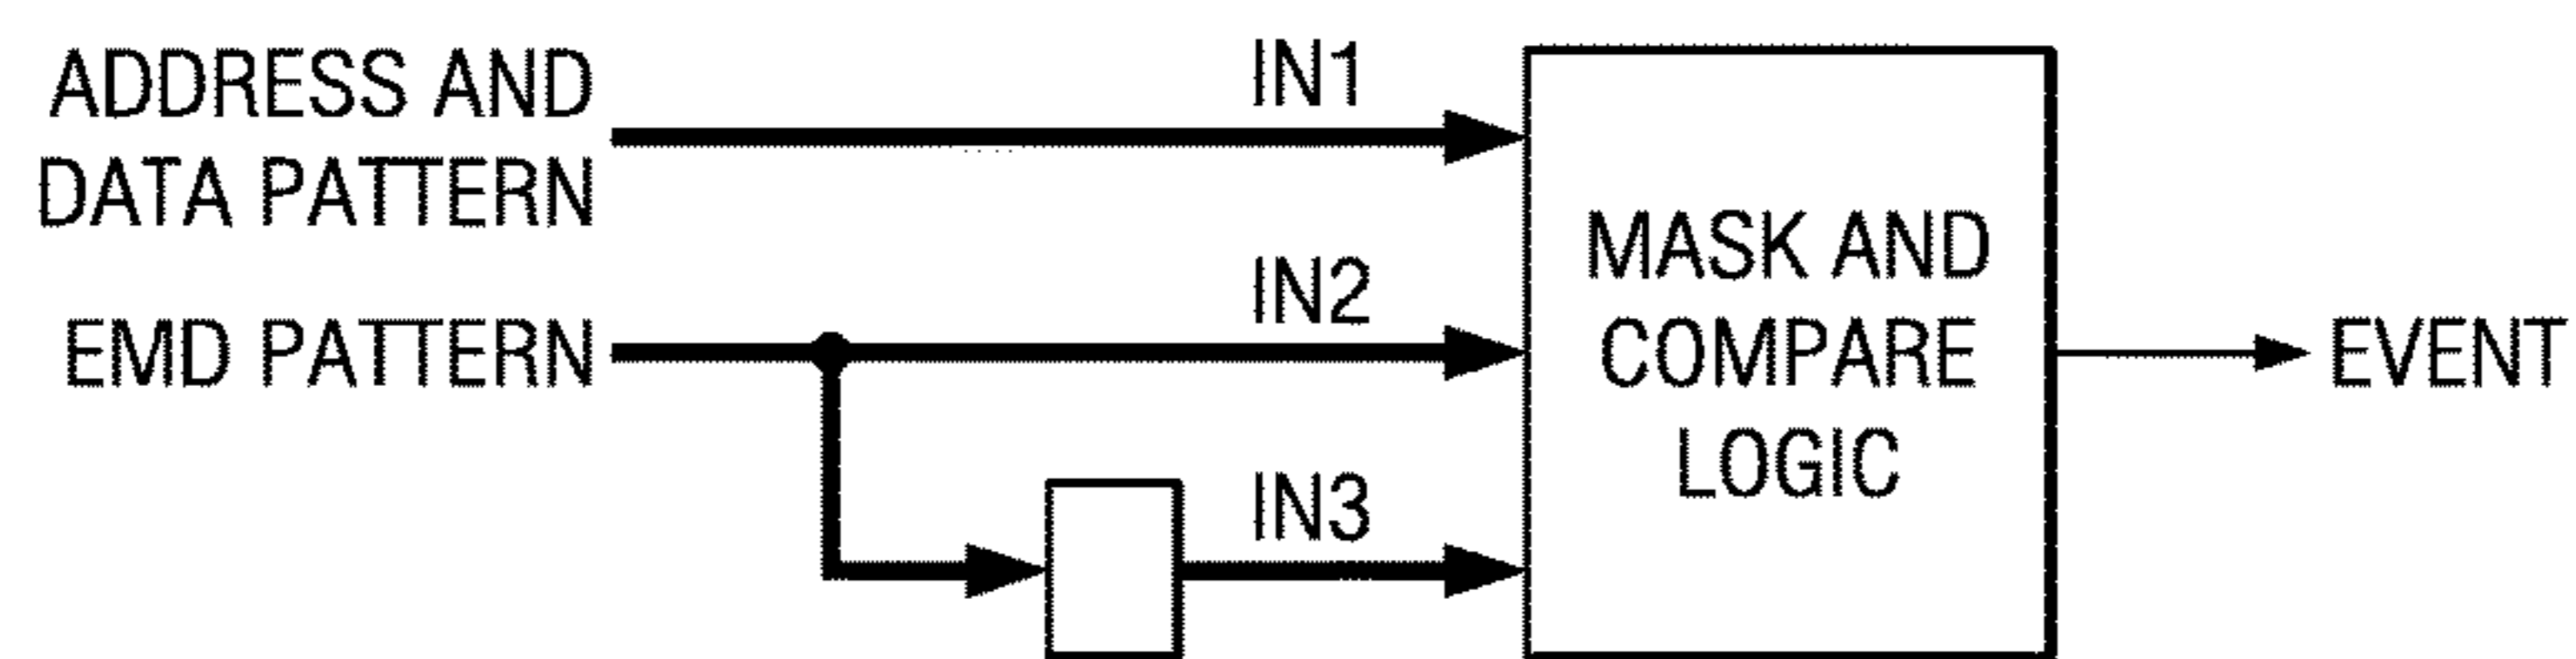 ADDRESS AND
DATA PATTERN
IN1
EMD PATTERN
IN2
IN3
MASK AND
COMPARE
LOGIC
EVENT